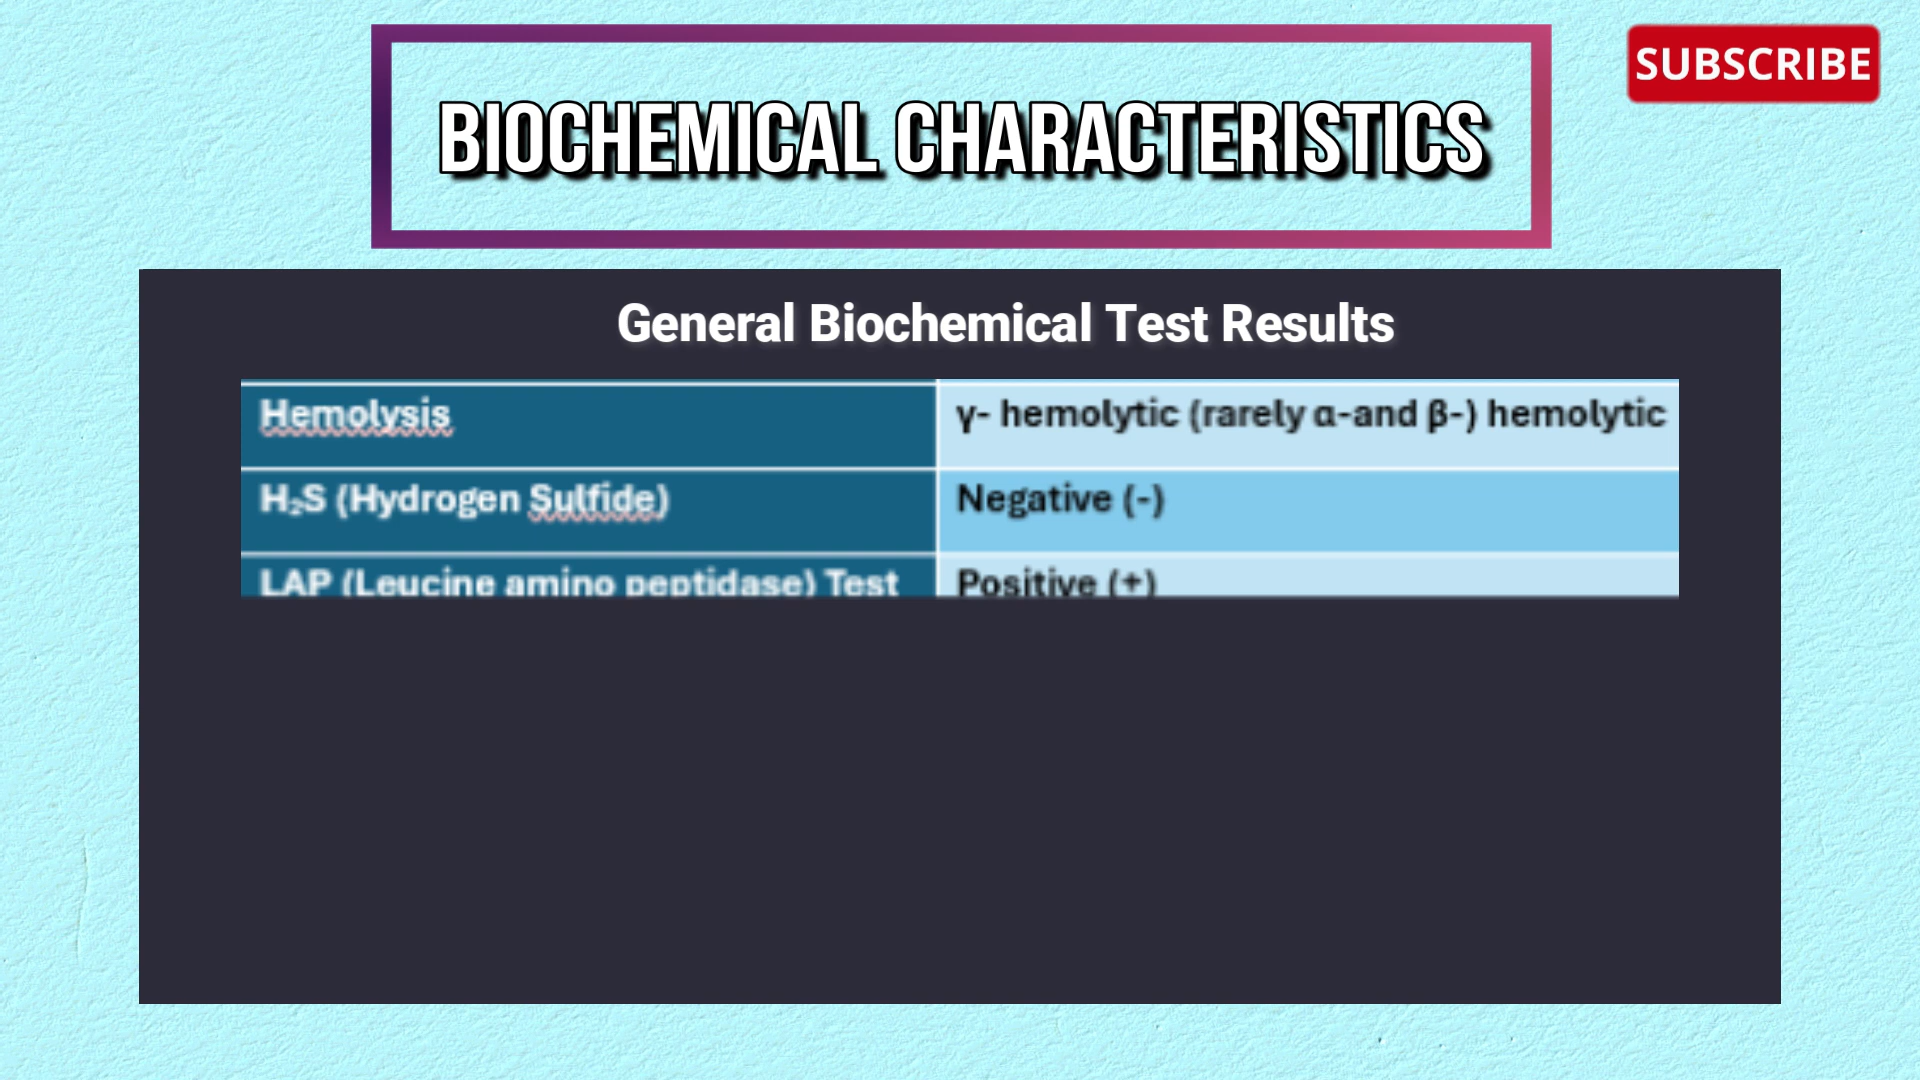 SUBSCRIBE
BIOCHEMICAL CHARACTERISTICS
General Biochemical Test Results
Hemolysis γ- hemolytic (rarely α-and β-) hemolytic
H₂S (Hydrogen Sulfide) Negative (-)
LAP (Leucine amino peptidase) Test Positive (+)